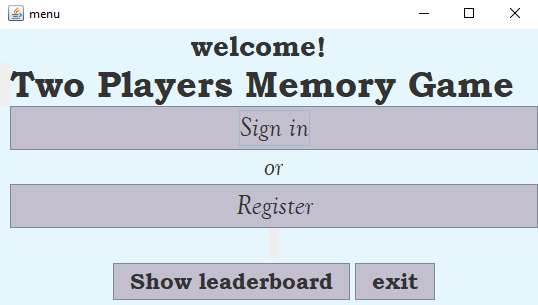 menu
welcome!
Two Players Memory Game
Sign in
or
Register
Show leaderboard exit